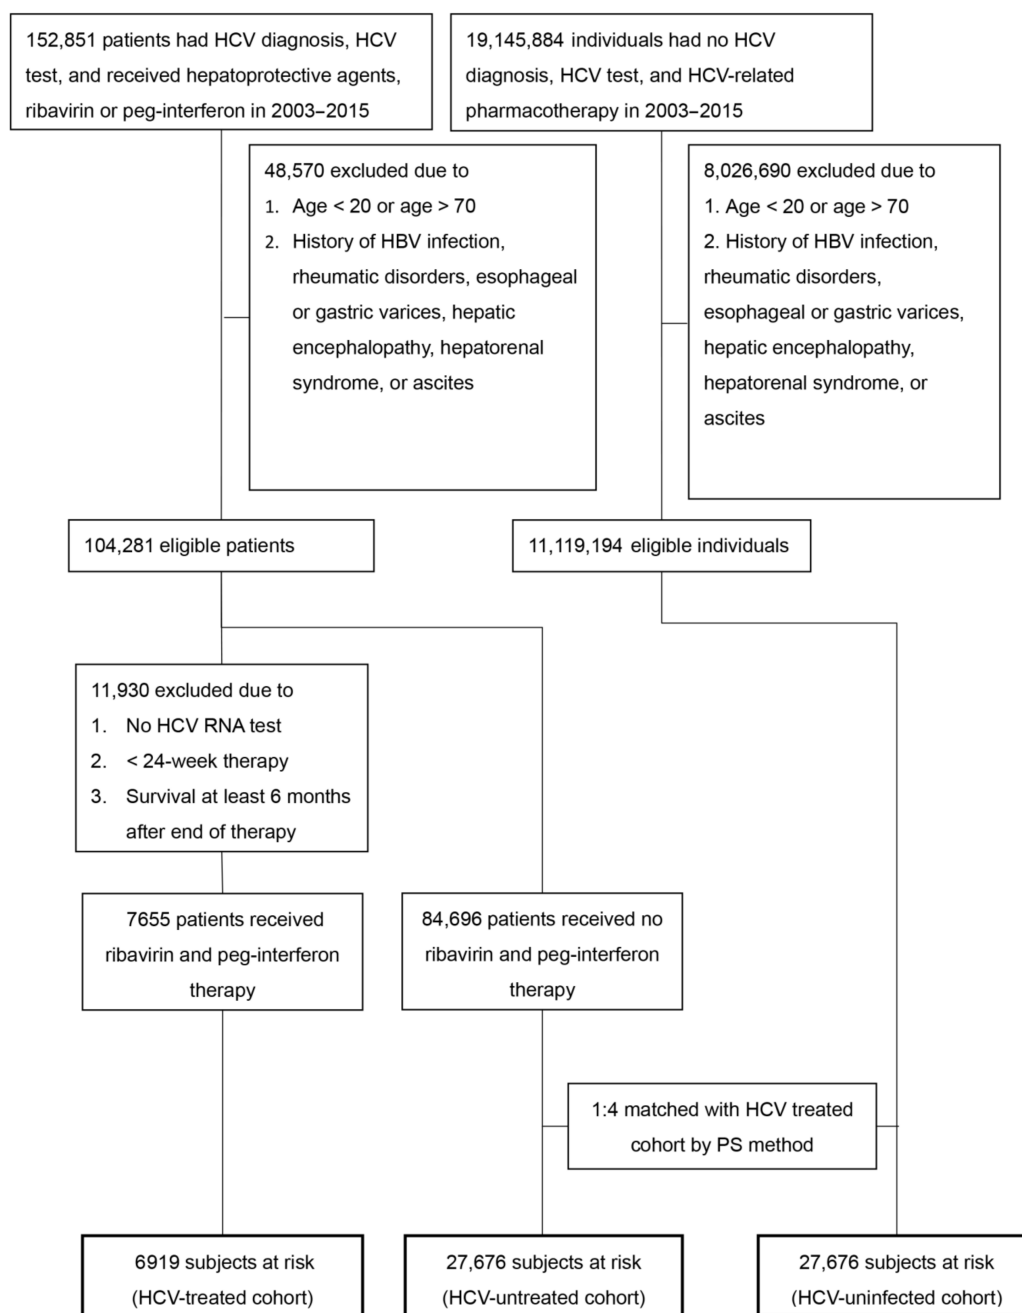 152,851 patients had HCV diagnosis, HCV
test, and received hepatoprotective agents,
ribavirin or peg-interferon in 2003–2015
19,145,884 individuals had no HCV
diagnosis, HCV test, and HCV-related
pharmacotherapy in 2003–2015
48,570 excluded due to
1. Age < 20 or age > 70
2. History of HBV infection,
rheumatic disorders, esophageal
or gastric varices, hepatic
encephalopathy, hepatorenal
syndrome, or ascites
8,026,690 excluded due to
1. Age < 20 or age > 70
2. History of HBV infection,
rheumatic disorders,
esophageal or gastric varices,
hepatic encephalopathy,
hepatorenal syndrome, or
ascites
104,281 eligible patients
11,119,194 eligible individuals
11,930 excluded due to
1. No HCV RNA test
2. < 24-week therapy
3. Survival at least 6 months
after end of therapy
7655 patients received
ribavirin and peg-interferon
therapy
84,696 patients received no
ribavirin and peg-interferon
therapy
1:4 matched with HCV treated
cohort by PS method
6919 subjects at risk
(HCV-treated cohort)
27,676 subjects at risk
(HCV-untreated cohort)
27,676 subjects at risk
(HCV-uninfected cohort)